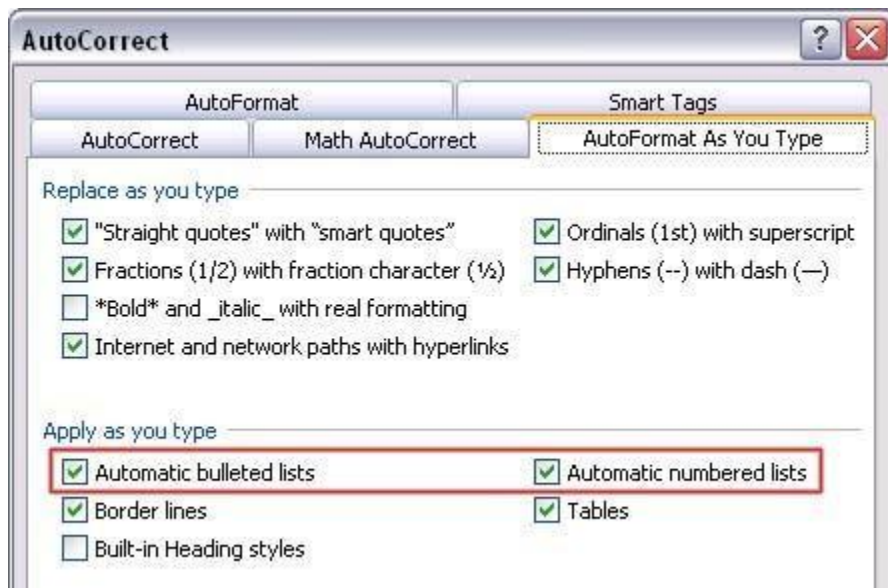 AutoCorrect
AutoFormat Smart Tags
AutoCorrect Math AutoCorrect AutoFormat As You Type
Replace as you type
"Straight quotes" with “smart quotes” Ordinals (1st) with superscript
Fractions (1/2) with fraction character (½) Hyphens (--) with dash (—)
*Bold* and _italic_ with real formatting
Internet and network paths with hyperlinks
Apply as you type
Automatic bulleted lists Automatic numbered lists
Border lines Tables
Built-in Heading styles